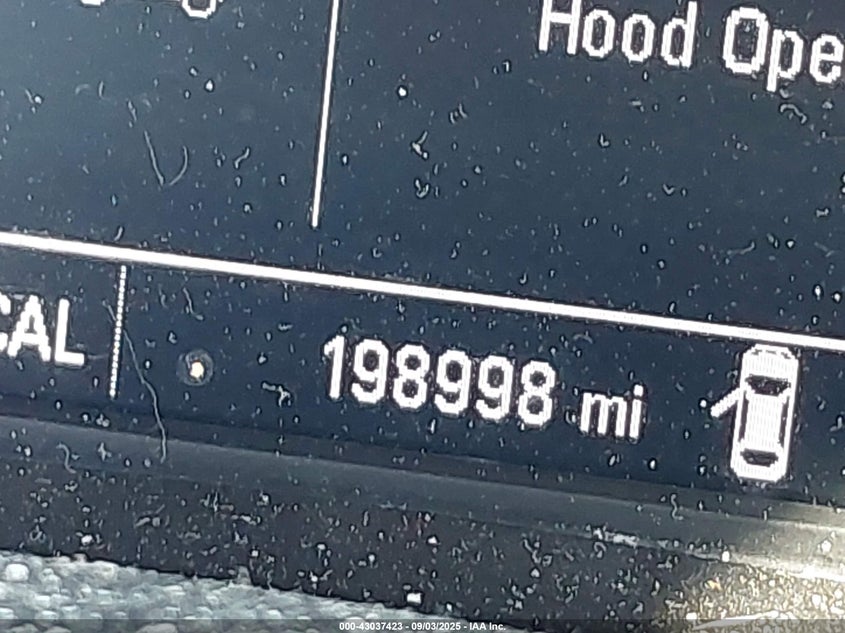 Hood Ope
CAL
198998 mi
000-43037423 - 09/03/2025 - IAA Inc.